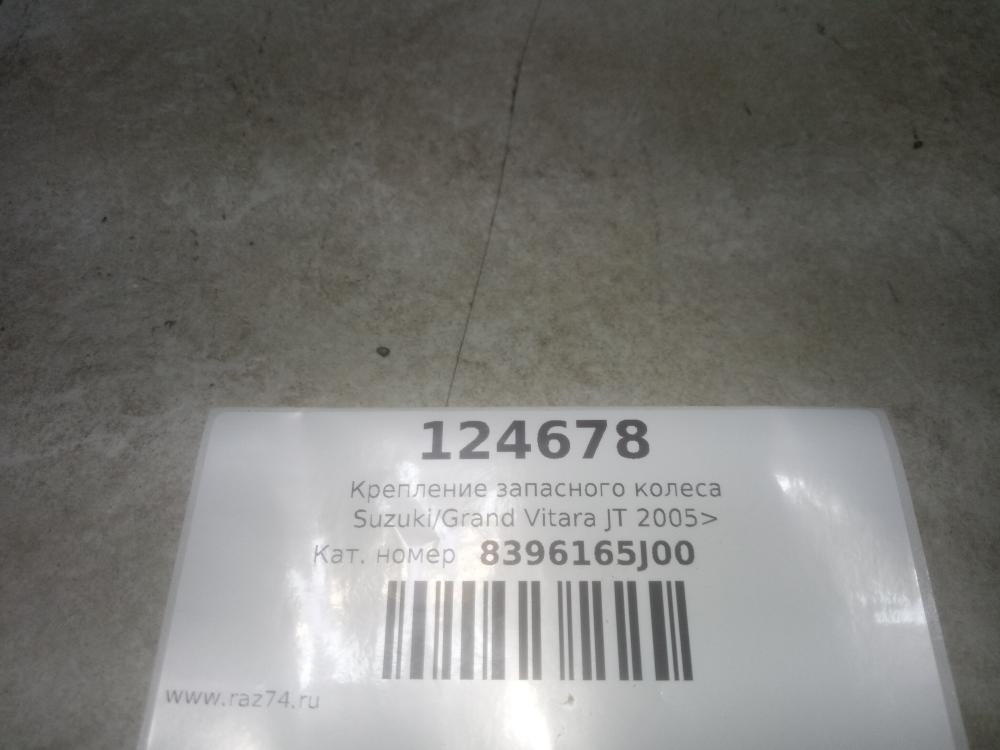 124678
Крепление запасного колеса
Suzuki/Grand Vitara JT 2005>
Кат. номер 8396165J00
www.raz74.ru